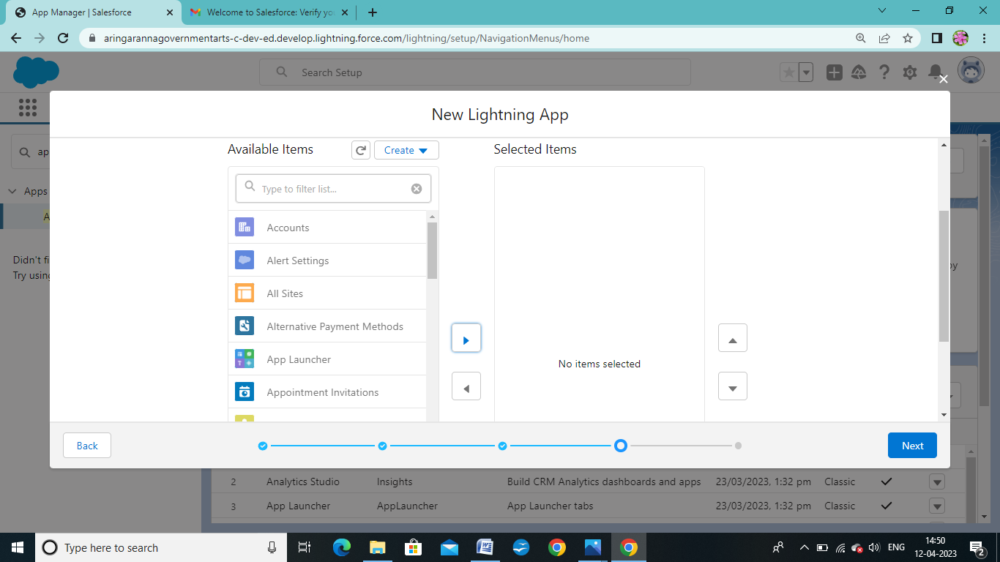 App Manager | Salesforce
Welcome to Salesforce: Verify yo
aringarannagovernmentarts-c-dev-ed.develop.lightning.force.com/lightning/setup/NavigationMenus/home
Search Setup
New Lightning App
ap
Apps
A
Didn't fi
Try using
Available Items
Create
Selected Items
Type to filter list...
Accounts
Alert Settings
All Sites
Alternative Payment Methods
App Launcher
Appointment Invitations
No items selected
by
Back
Next
2 Analytics Studio Insights Build CRM Analytics dashboards and apps 23/03/2023, 1:32 pm Classic
3 App Launcher AppLauncher App Launcher tabs 23/03/2023, 1:32 pm Classic
Type here to search
ENG
14:50
12-04-2023
2